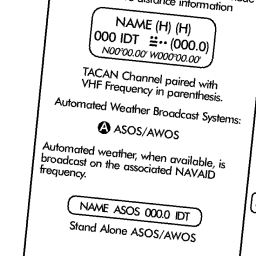 distance information
NAME (H) (H)
000 IDT (000.0)
N00°00.00' W000°00.00'
TACAN Channel paired with
VHF Frequency in parenthesis.
Automated Weather Broadcast Systems:
A ASOS/AWOS
Automated weather, when available, is
broadcast on the associated NAVAID
frequency.
NAME ASOS 000.0 IDT
Stand Alone ASOS/AWOS